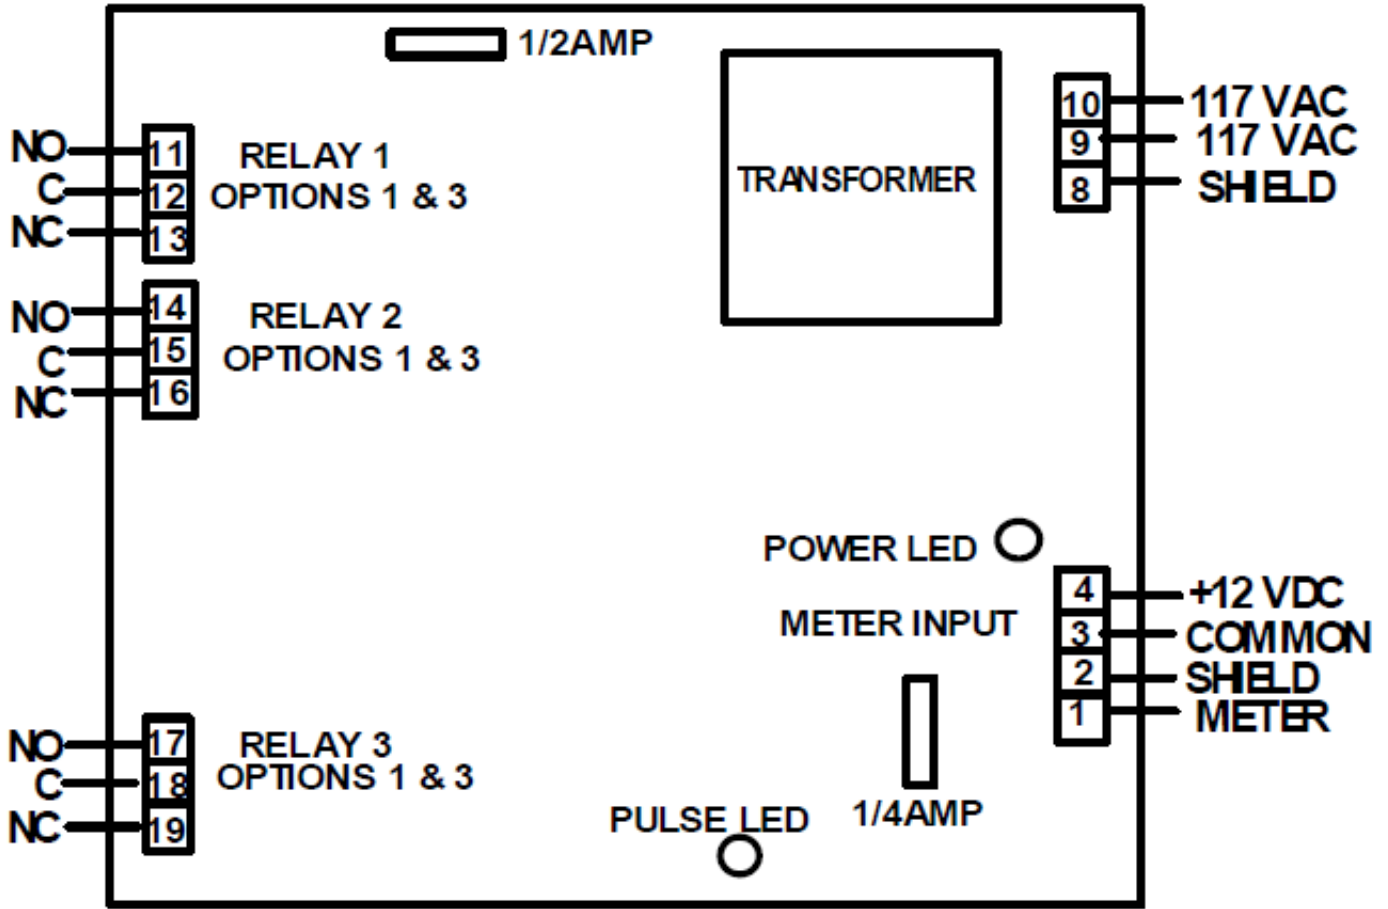 1/2AMP
10 117 VAC
9 117 VAC
8 SHIELD
TRANSFORMER
NO 11 RELAY 1
C 12 OPTIONS 1 & 3
NC 13
NO 14 RELAY 2
C 15 OPTIONS 1 & 3
NC 16
POWER LED
METER INPUT
4 +12 VDC
3 COMMON
2 SHIELD
1 METER
1/4AMP
NO 17 RELAY 3
C 18 OPTIONS 1 & 3
NC 19
PULSE LED